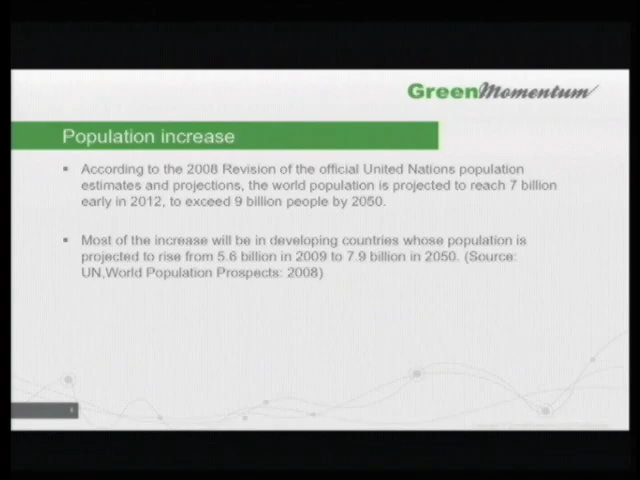 GreenMomentum
Population increase
▪ According to the 2008 Revision of the official United Nations population
estimates and projections, the world population is projected to reach 7 billion
early in 2012, to exceed 9 billion people by 2050.
▪ Most of the increase will be in developing countries whose population is
projected to rise from 5.6 billion in 2009 to 7.9 billion in 2050. (Source:
UN,World Population Prospects: 2008)